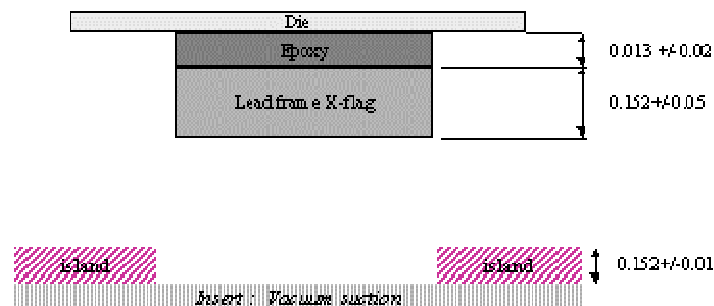 Die
Epoxy
0.013 +/-0.02
Leadframe X-flag
0.152+/-0.05
island
island
0.152+/-0.01
Insert : Vacuum suction